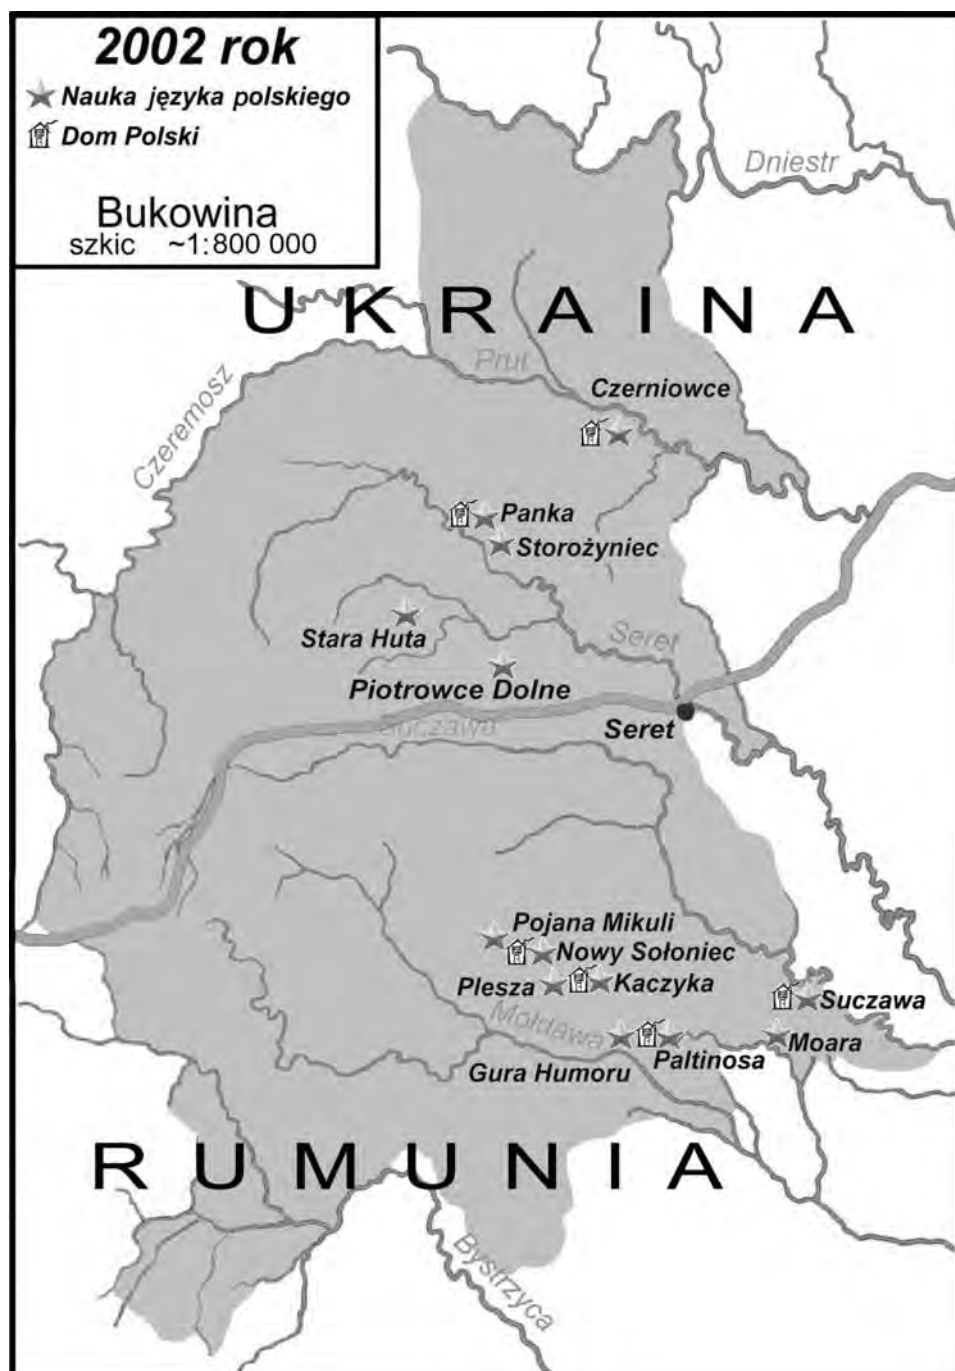 2002 rok
Nauka języka polskiego
Dom Polski
Bukowina
szkic ~1:800 000
Dniestr
UKRAINA
Prut
Czerniowce
Czeremosz
Panka
Storożyniec
Stara Huta
Seret
Piotrowce Dolne
Seret
Suczawa
Pojana Mikuli
Nowy Sołoniec
Plesza
Kaczyka
Suczawa
Mołdawa
Moara
Paltinosa
Gura Humoru
RUMUNIA
Bystrzyca